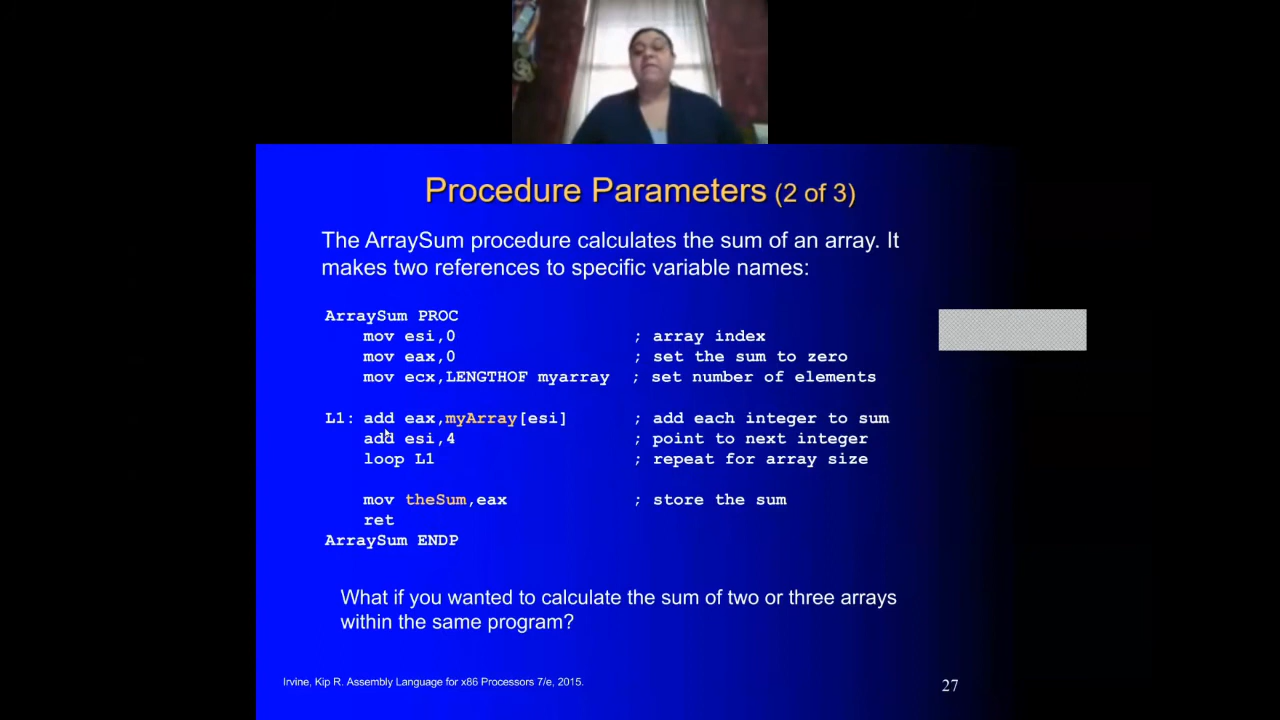 Procedure Parameters (2 of 3)
The ArraySum procedure calculates the sum of an array. It
makes two references to specific variable names:
ArraySum PROC
mov esi,0 ; array index
mov eax,0 ; set the sum to zero
mov ecx,LENGTHOF myarray ; set number of elements
L1: add eax,myArray[esi] ; add each integer to sum
add esi,4 ; point to next integer
loop L1 ; repeat for array size
mov theSum,eax ; store the sum
ret
ArraySum ENDP
What if you wanted to calculate the sum of two or three arrays
within the same program?
Irvine, Kip R. Assembly Language for x86 Processors 7/e, 2015.
27